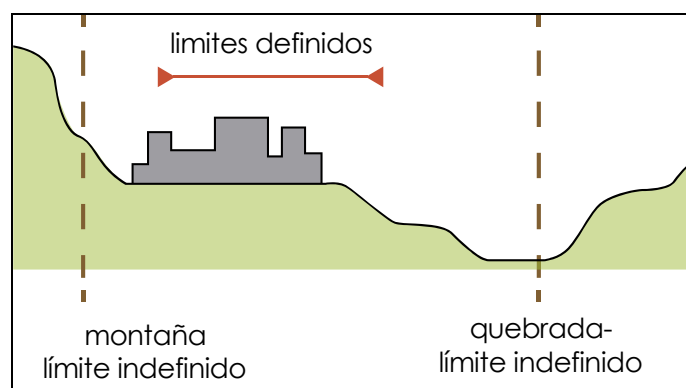 limites definidos
montaña
límite indefinido
quebrada-
límite indefinido